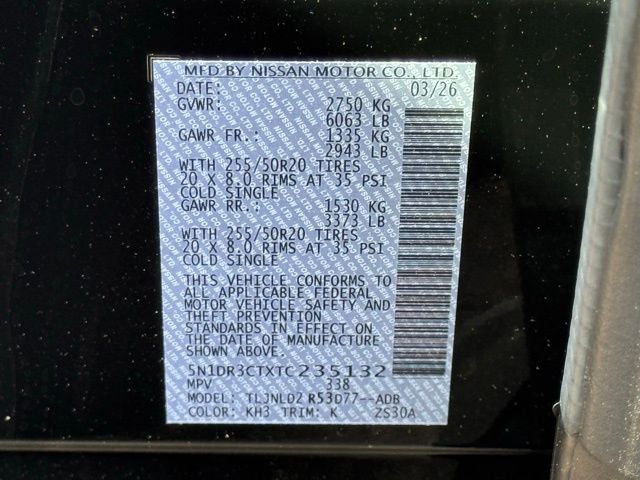 MFD BY NISSAN MOTOR CO., LTD.
DATE: 03/26
GVWR: 2750 KG
6063 LB
GAWR FR.: 1335 KG
2943 LB
WITH 255/50R20 TIRES
20 X 8.0 RIMS AT 35 PSI
COLD SINGLE
GAWR RR.: 1530 KG
3373 LB
WITH 255/50R20 TIRES
20 X 8.0 RIMS AT 35 PSI
COLD SINGLE
THIS VEHICLE CONFORMS TO
ALL APPLICABLE FEDERAL
MOTOR VEHICLE SAFETY AND
THEFT PREVENTION
STANDARDS IN EFFECT ON
THE DATE OF MANUFACTURE
SHOWN ABOVE.
5N1DR3CTXTC235132
MPV 338
MODEL: TLJNLD2 R53D77--ADB
COLOR: KH3 TRIM: K 2S30A